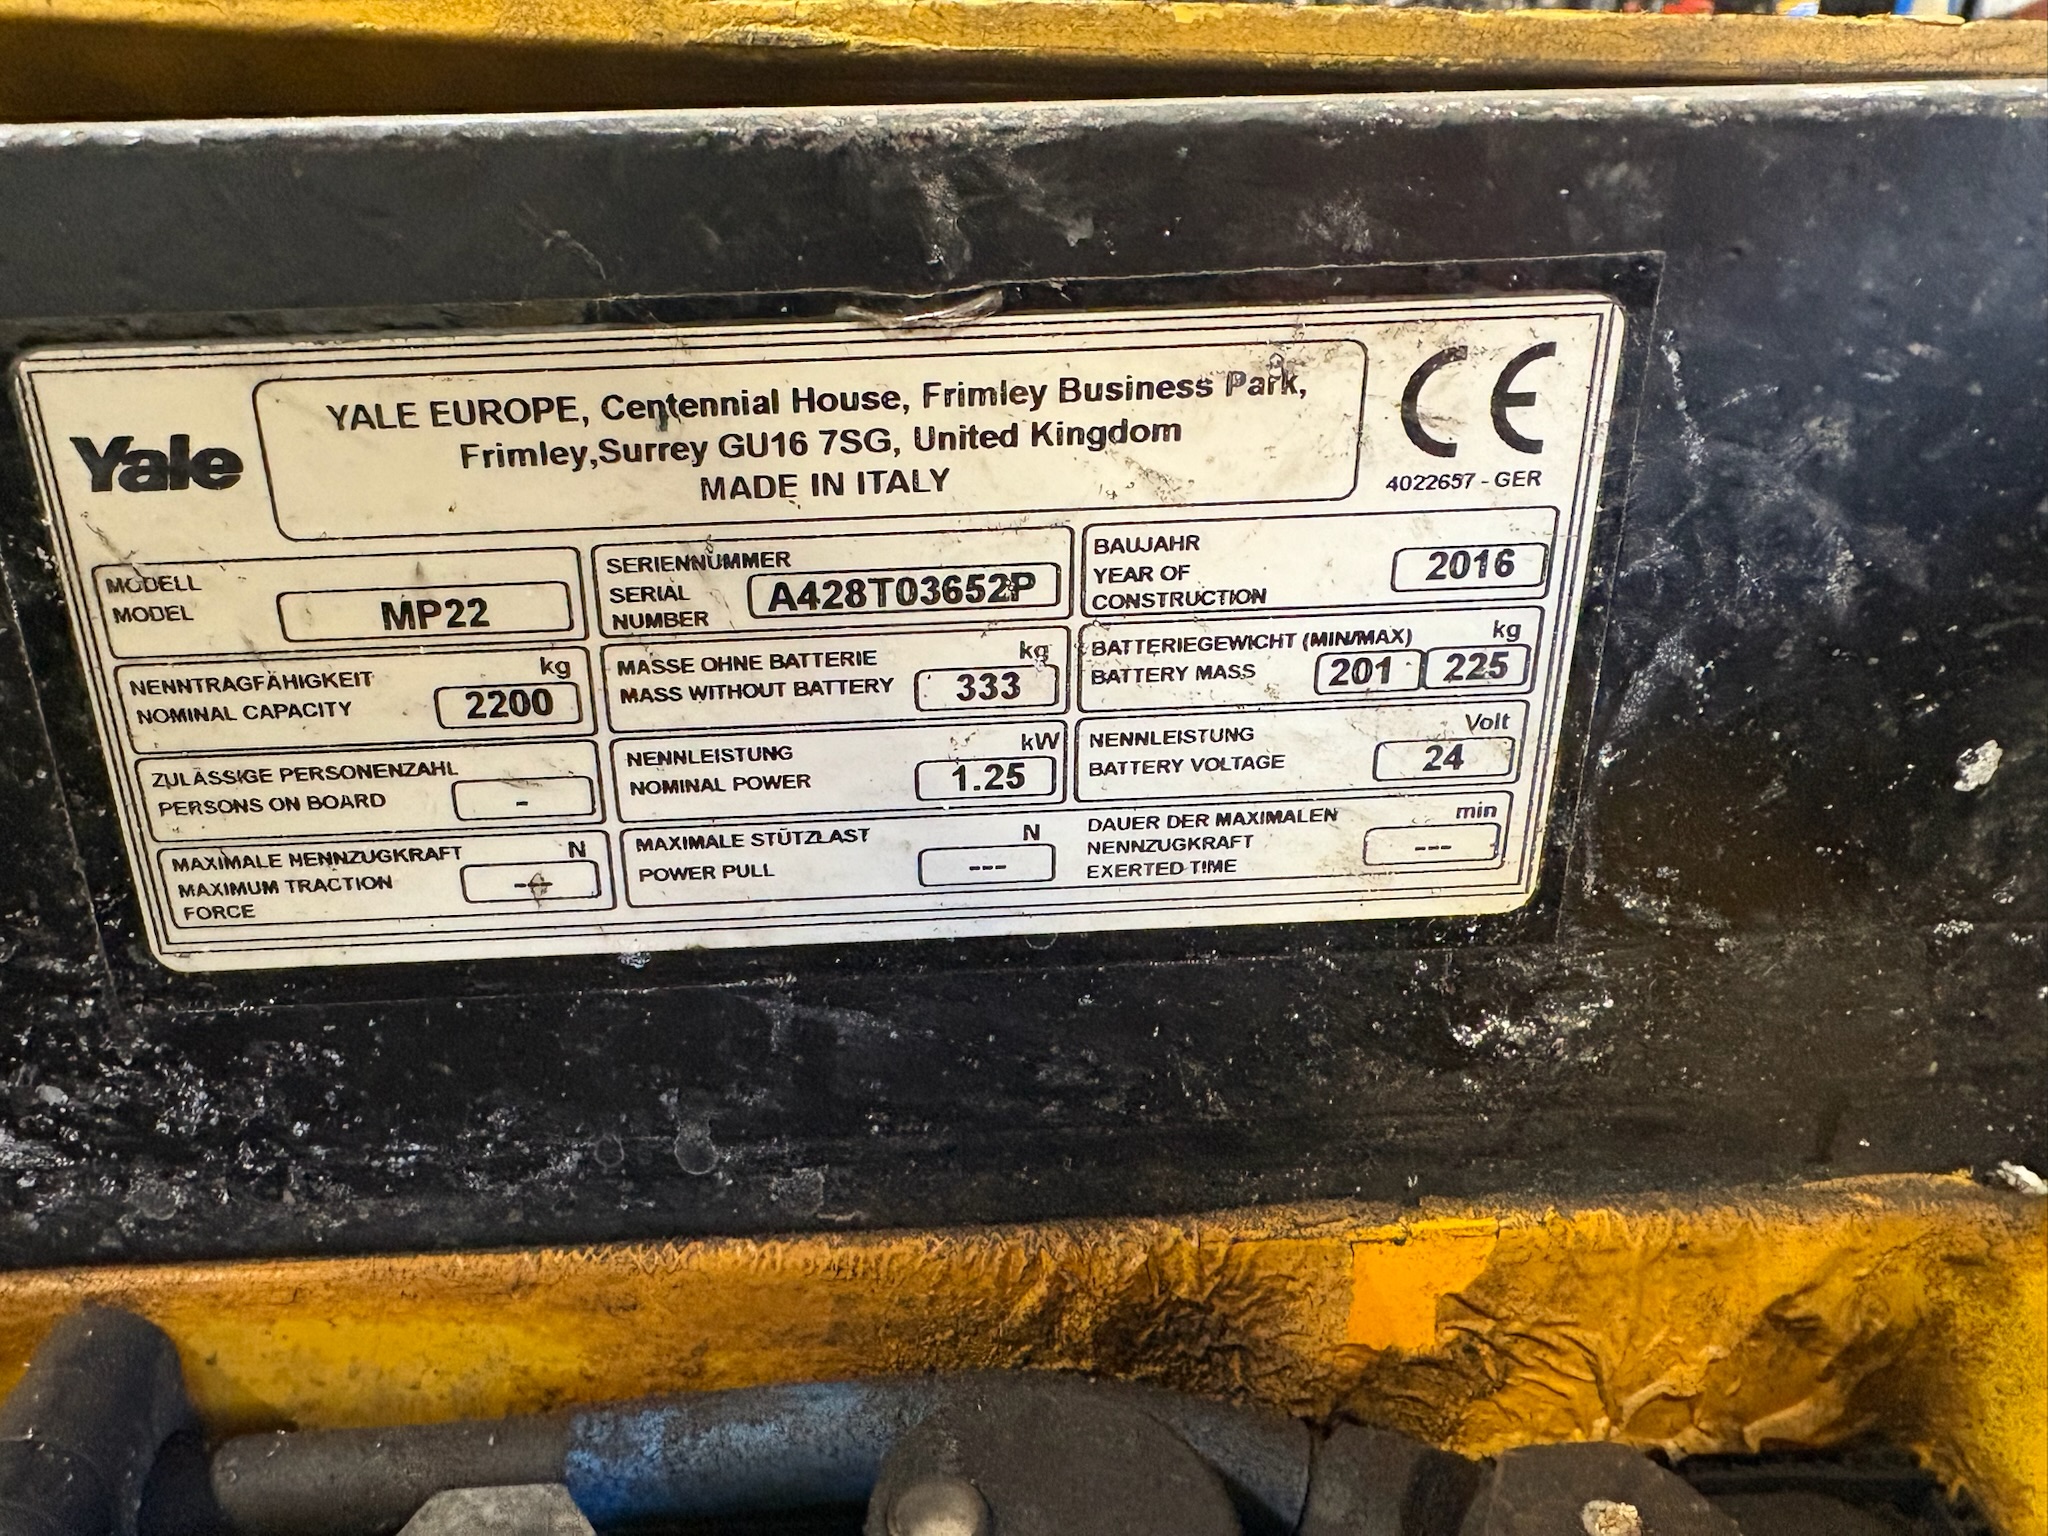 Yale
YALE EUROPE, Centennial House, Frimley Business Park,
Frimley,Surrey GU16 7SG, United Kingdom
MADE IN ITALY
CE
4022657 - GER
MODELL
MODEL
MP22
SERIENNUMMER
SERIAL
NUMBER
A428T03652P
BAUJAHR
YEAR OF
CONSTRUCTION
2016
NENNTRAGFÄHIGKEIT
NOMINAL CAPACITY
kg
2200
MASSE OHNE BATTERIE
MASS WITHOUT BATTERY
kg
333
BATTERIEGEWICHT (MIN/MAX)
BATTERY MASS
kg
201 225
ZULÄSSIGE PERSONENZAHL
PERSONS ON BOARD
-
NENNLEISTUNG
NOMINAL POWER
kW
1.25
NENNLEISTUNG
BATTERY VOLTAGE
Volt
24
MAXIMALE NENNZUGKRAFT
MAXIMUM TRACTION
FORCE
N
---
MAXIMALE STÜTZLAST
POWER PULL
N
---
DAUER DER MAXIMALEN
NENNZUGKRAFT
EXERTED TIME
min
---